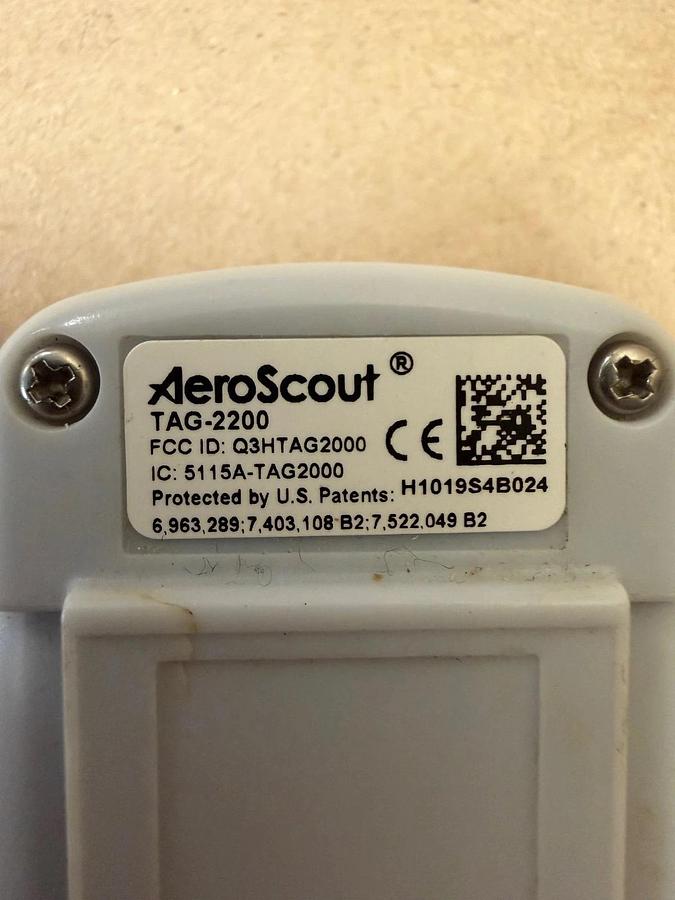 AeroScout®
TAG-2200
FCC ID: Q3HTAG2000
IC: 5115A-TAG2000
CE
Protected by U.S. Patents: H1019S4B024
6,963,289;7,403,108 B2;7,522,049 B2